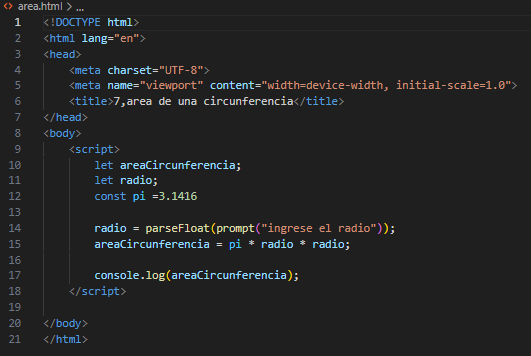 area.html > ...
1 <!DOCTYPE html>
2 <html lang="en">
3 <head>
4 <meta charset="UTF-8">
5 <meta name="viewport" content="width=device-width, initial-scale=1.0">
6 <title>7,area de una circunferencia</title>
7 </head>
8 <body>
9 <script>
10 let areaCircunferencia;
11 let radio;
12 const pi =3.1416
13
14 radio = parseFloat(prompt("ingrese el radio"));
15 areaCircunferencia = pi * radio * radio;
16
17 console.log(areaCircunferencia);
18 </script>
19
20 </body>
21 </html>